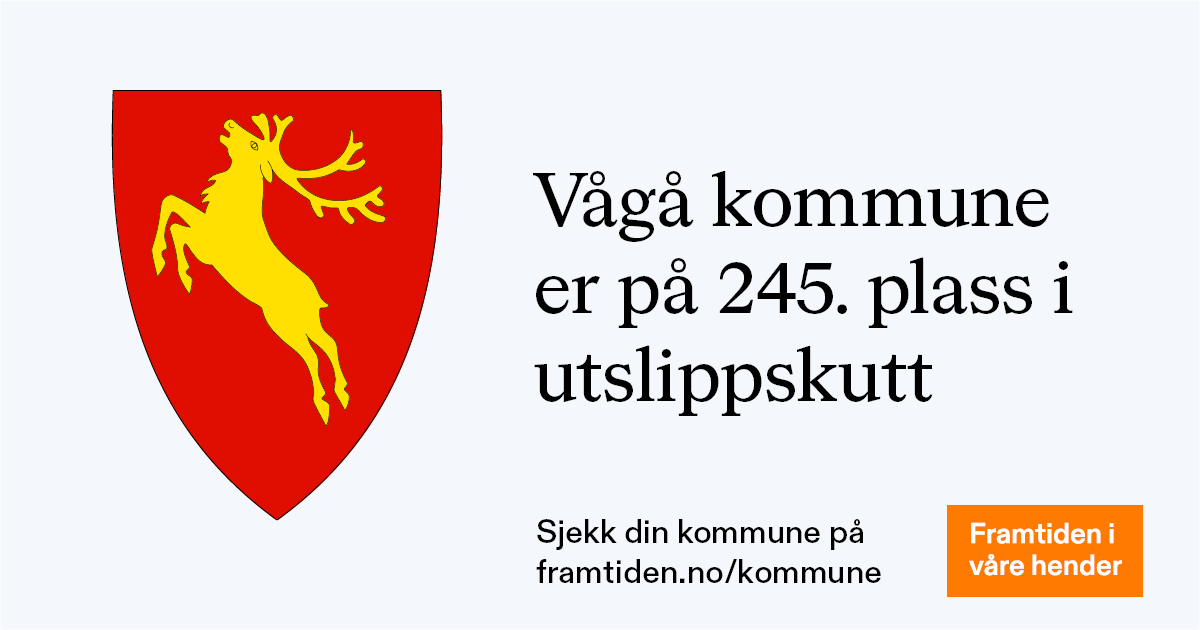 Vågå kommune
er på 245. plass i
utslippskutt
Sjekk din kommune på
framtiden.no/kommune
Framtiden i
våre hender